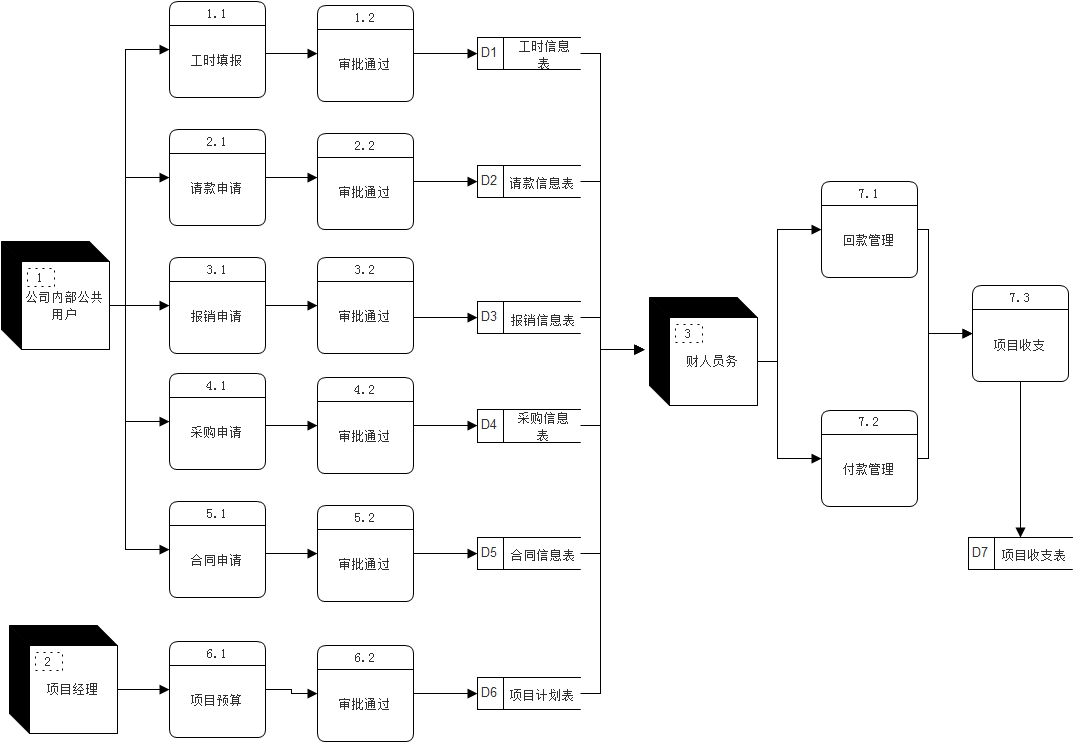 1.1
工时填报
1.2
审批通过
D1
工时信息
表
2.1
请款申请
2.2
审批通过
D2
请款信息表
1
公司内部公共
用户
3.1
报销申请
3.2
审批通过
D3
报销信息表
4.1
采购申请
4.2
审批通过
D4
采购信息
表
5.1
合同申请
5.2
审批通过
D5
合同信息表
2
项目经理
6.1
项目预算
6.2
审批通过
D6
项目计划表
3
财人员务
7.1
回款管理
7.2
付款管理
7.3
项目收支
D7
项目收支表